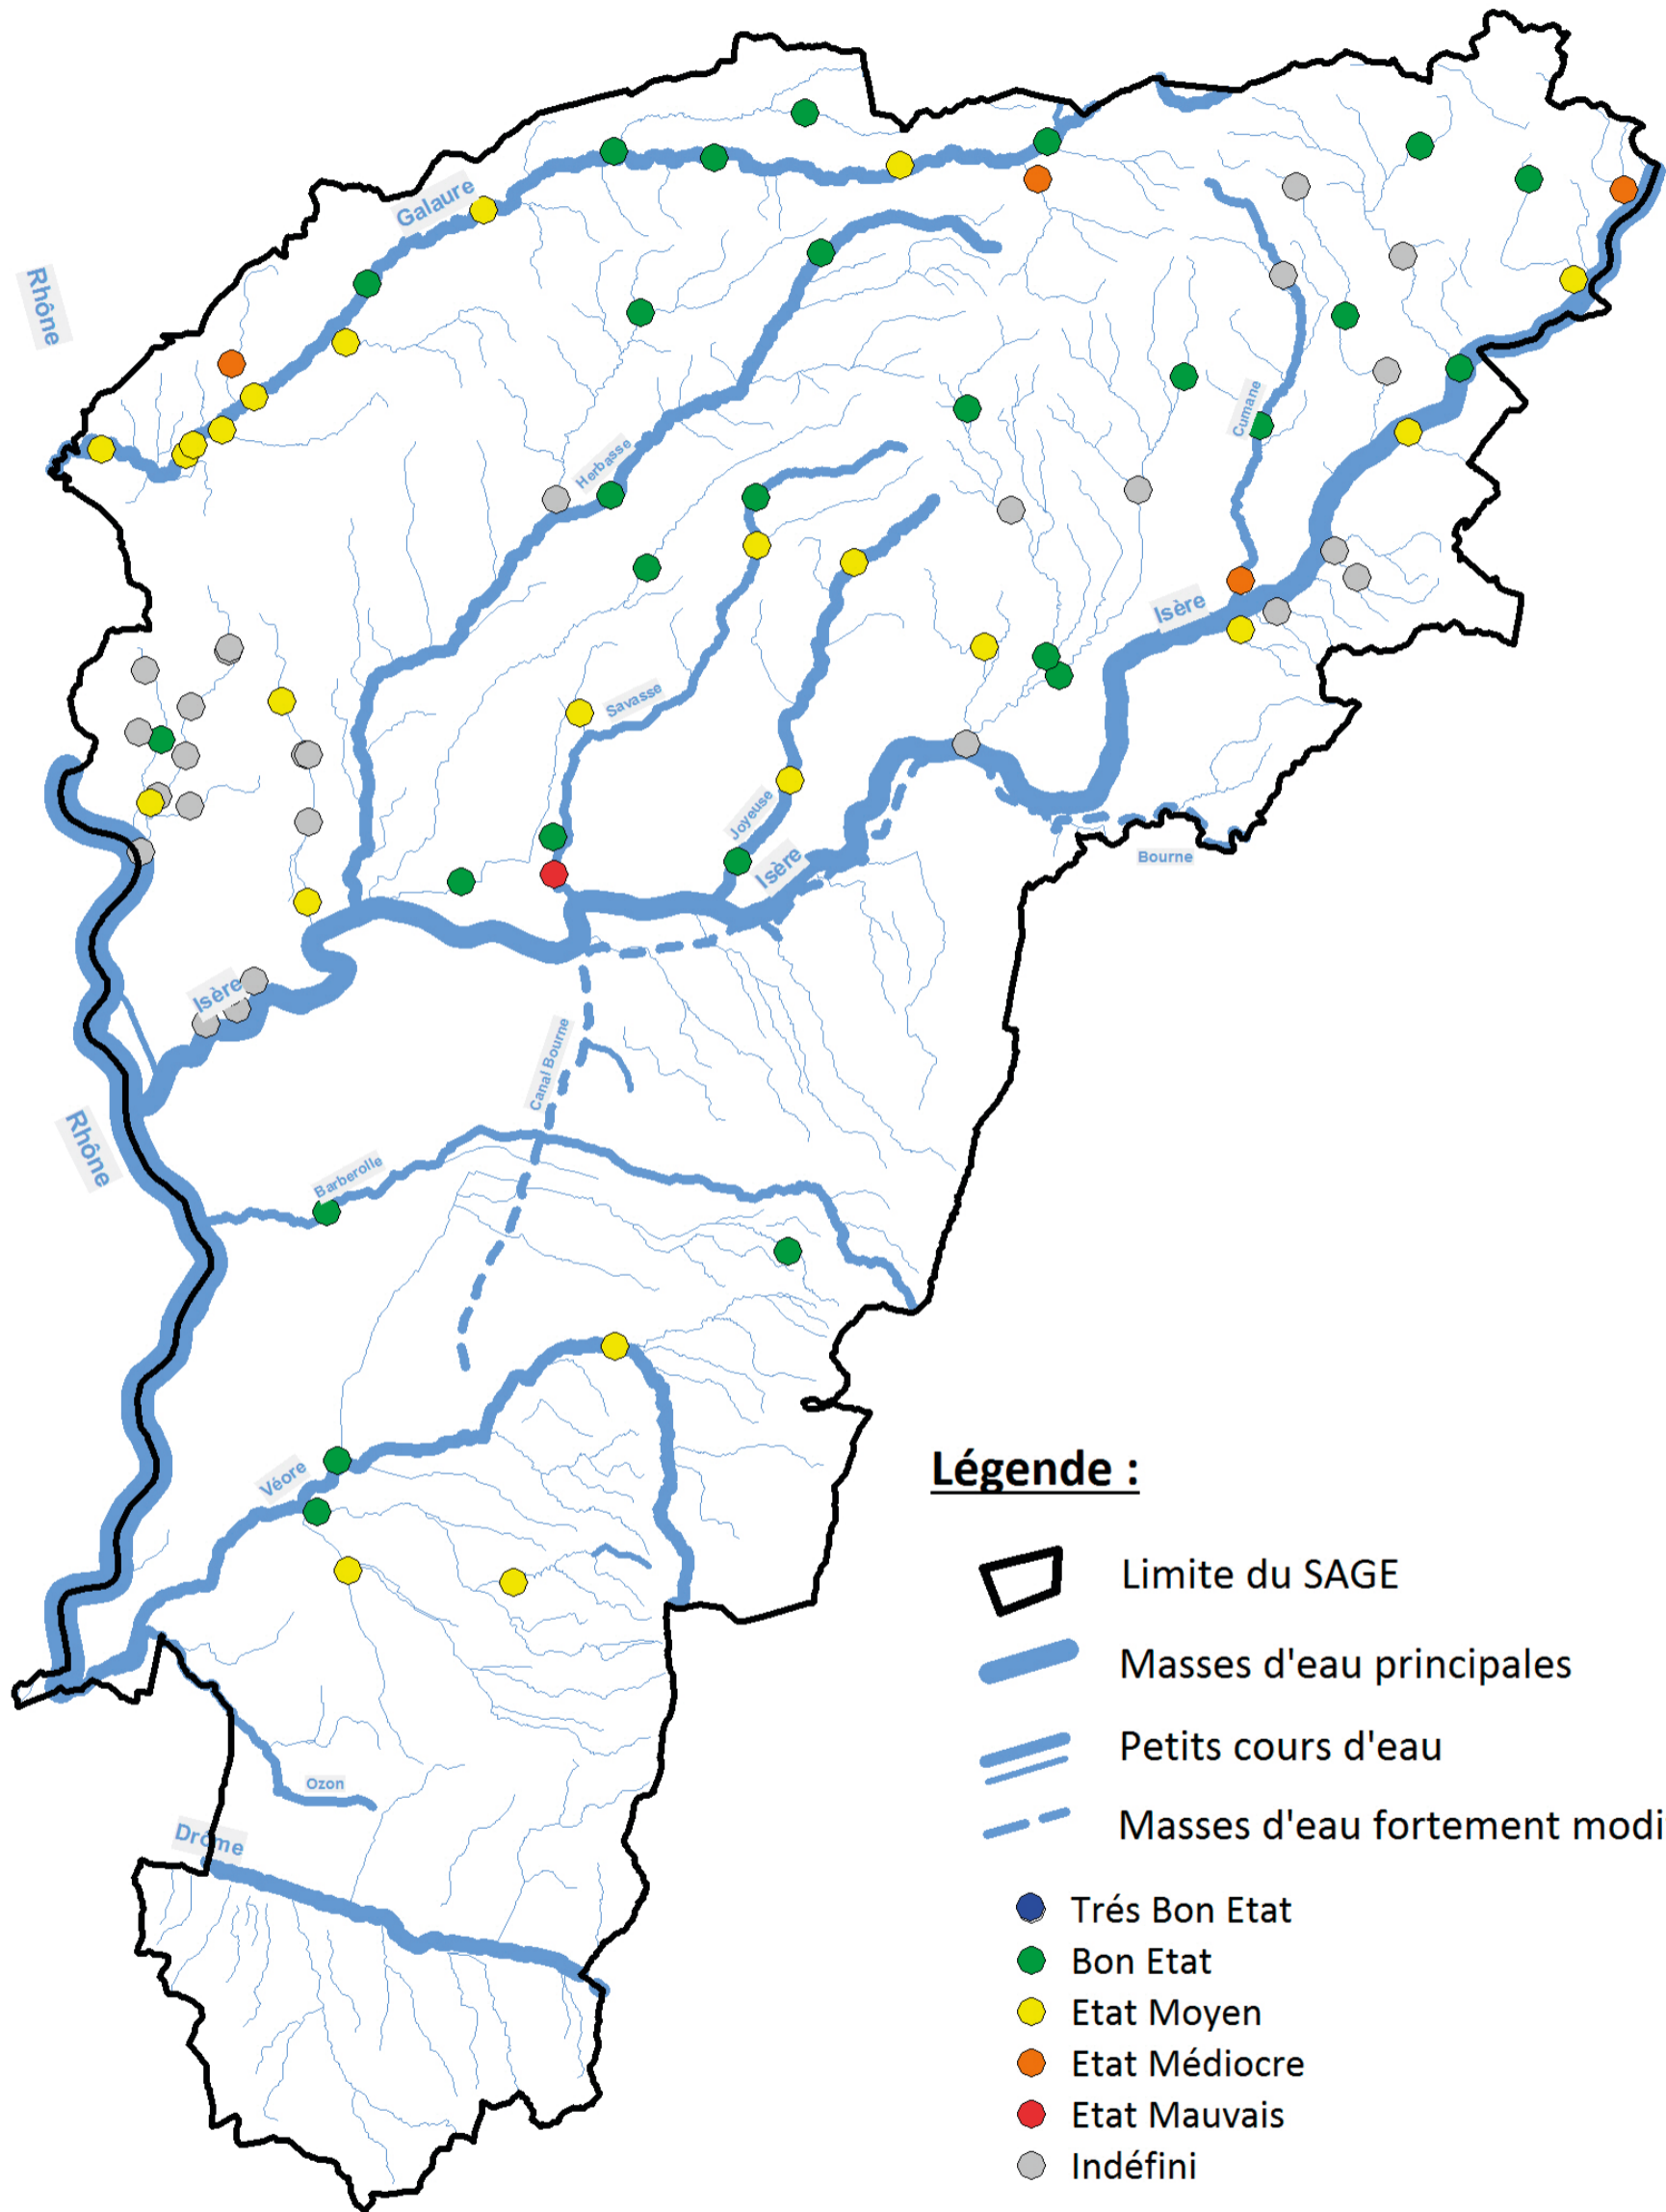 Galaure
Rhône
Cumane
Herbasse
Isère
Savasse
Joyeuse
Isère
Bourne
Isère
Canal Bourne
Rhône
Barberolle
Véore
Ozon
Drôme
Légende :
Limite du SAGE
Masses d'eau principales
Petits cours d'eau
Masses d'eau fortement modi
Trés Bon Etat
Bon Etat
Etat Moyen
Etat Médiocre
Etat Mauvais
Indéfini